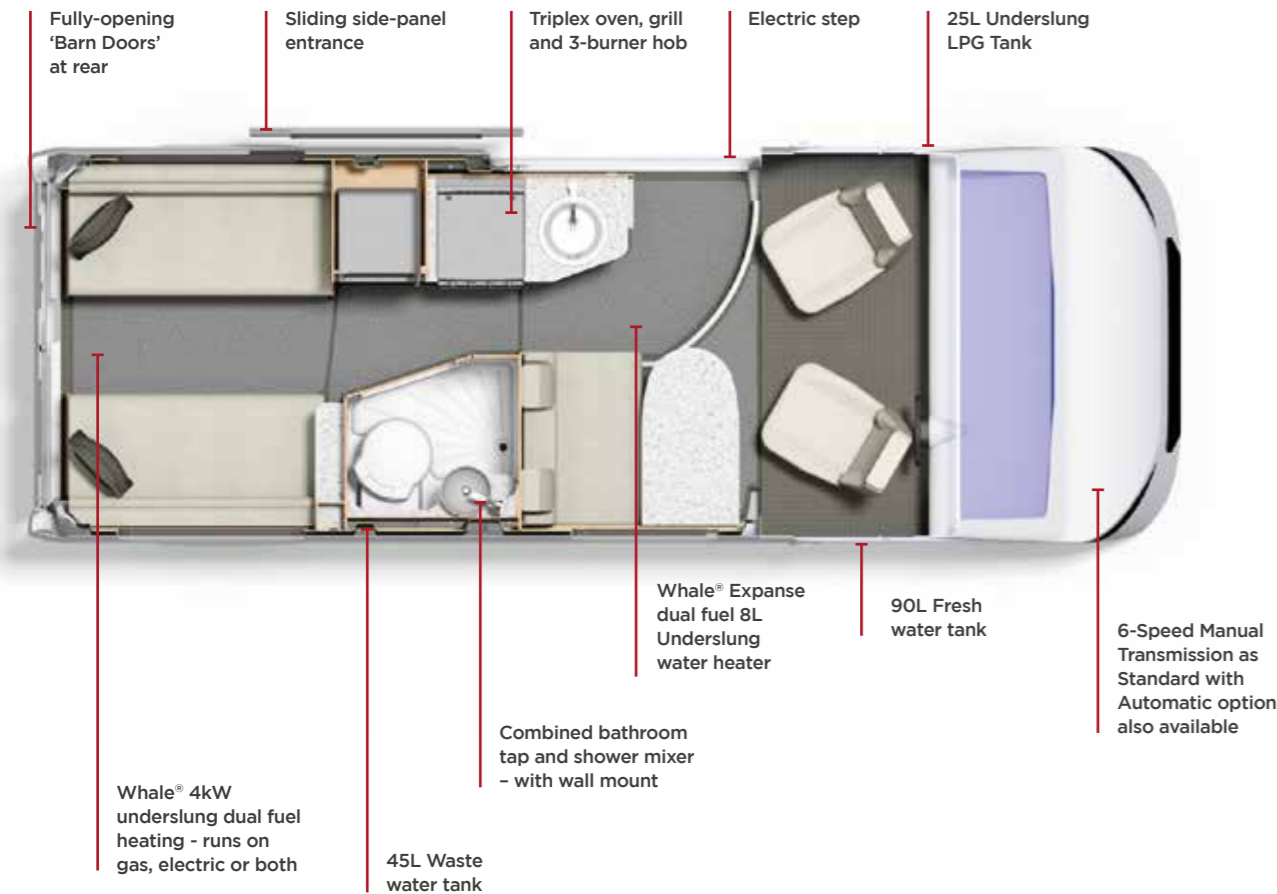 Fully-opening
‘Barn Doors’
at rear
Sliding side-panel
entrance
Triplex oven, grill
and 3-burner hob
Electric step
25L Underslung
LPG Tank
Whale® Expanse
dual fuel 8L
Underslung
water heater
90L Fresh
water tank
6-Speed Manual
Transmission as
Standard with
Automatic option
also available
Combined bathroom
tap and shower mixer
– with wall mount
Whale® 4kW
underslung dual fuel
heating - runs on
gas, electric or both
45L Waste
water tank